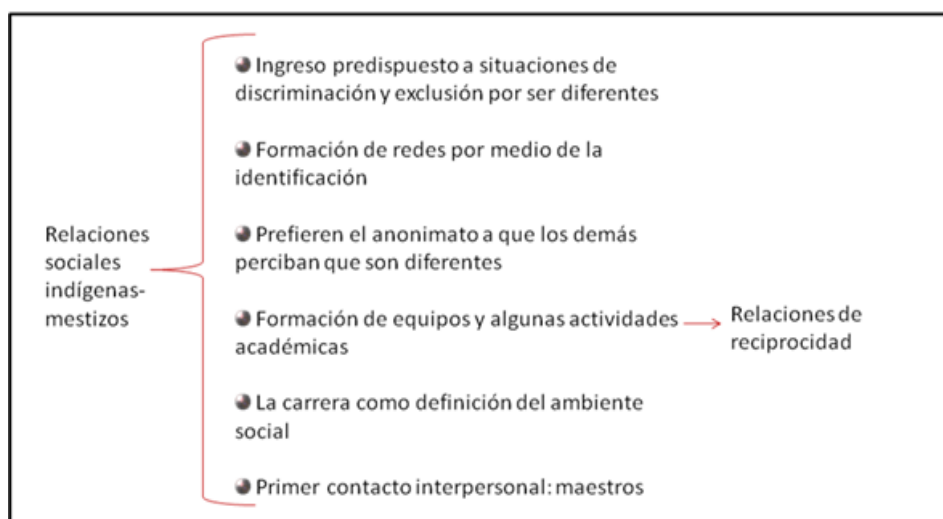 Ingreso predispuesto a situaciones de
discriminación y exclusión por ser diferentes
Formación de redes por medio de la
identificación
Relaciones
sociales
indígenas-
mestizos
Prefieren el anonimato a que los demás
perciban que son diferentes
Formación de equipos y algunas actividades
académicas
Relaciones de
reciprocidad
La carrera como definición del ambiente
social
Primer contacto interpersonal: maestros